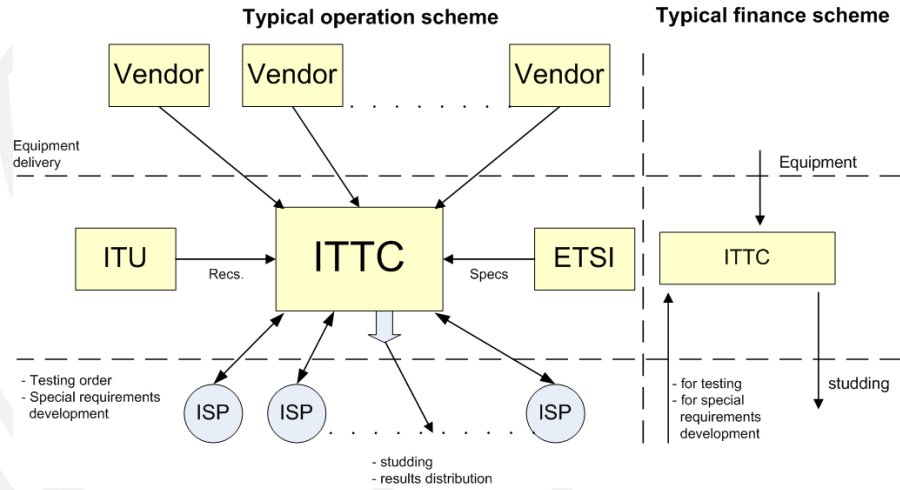 Typical operation scheme
Typical finance scheme
Vendor
Vendor
Vendor
Equipment
delivery
Equipment
ITU
Recs.
ITTC
Specs
ETSI
ITTC
- Testing order
- Special requirements
development
ISP
ISP
ISP
- studding
- results distribution
- for testing
- for special
requirements
development
studding